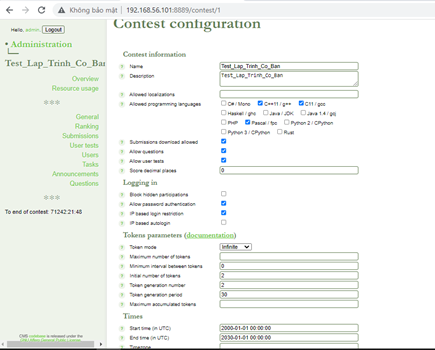 Không bảo mật | 192.168.56.101:8889/contest/1
Hello, admin. Logout
Administration
Test_Lap_Trinh_Co_Ban
Overview
Resource usage
General
Ranking
Submissions
User tests
Users
Tasks
Announcements
Questions
To end of contest: 71242:21:48
Contest configuration
Contest information
? Name Test_Lap_Trinh_Co_Ban
? Description Test_Lap_Trinh_Co_Ban
? Allowed localizations
? Allowed programming languages C# / Mono C++11 / g++ C11 / gcc
Haskell / ghc Java / JDK Java 1.4 / gcj
PHP Pascal / fpc Python 2 / CPython
Python 3 / CPython Rust
? Submissions download allowed
? Allow questions
? Allow user tests
? Score decimal places 0
Logging in
? Block hidden participations
? Allow password authentication
? IP based login restriction
? IP based autologin
Tokens parameters (documentation)
? Token mode Infinite
? Maximum number of tokens
? Minimum interval between tokens 0
? Initial number of tokens 2
? Token generation number 2
? Token generation period 30
? Maximum accumulated tokens
Times
? Start time (in UTC) 2000-01-01 00:00:00
? End time (in UTC) 2030-01-01 00:00:00
Timezone